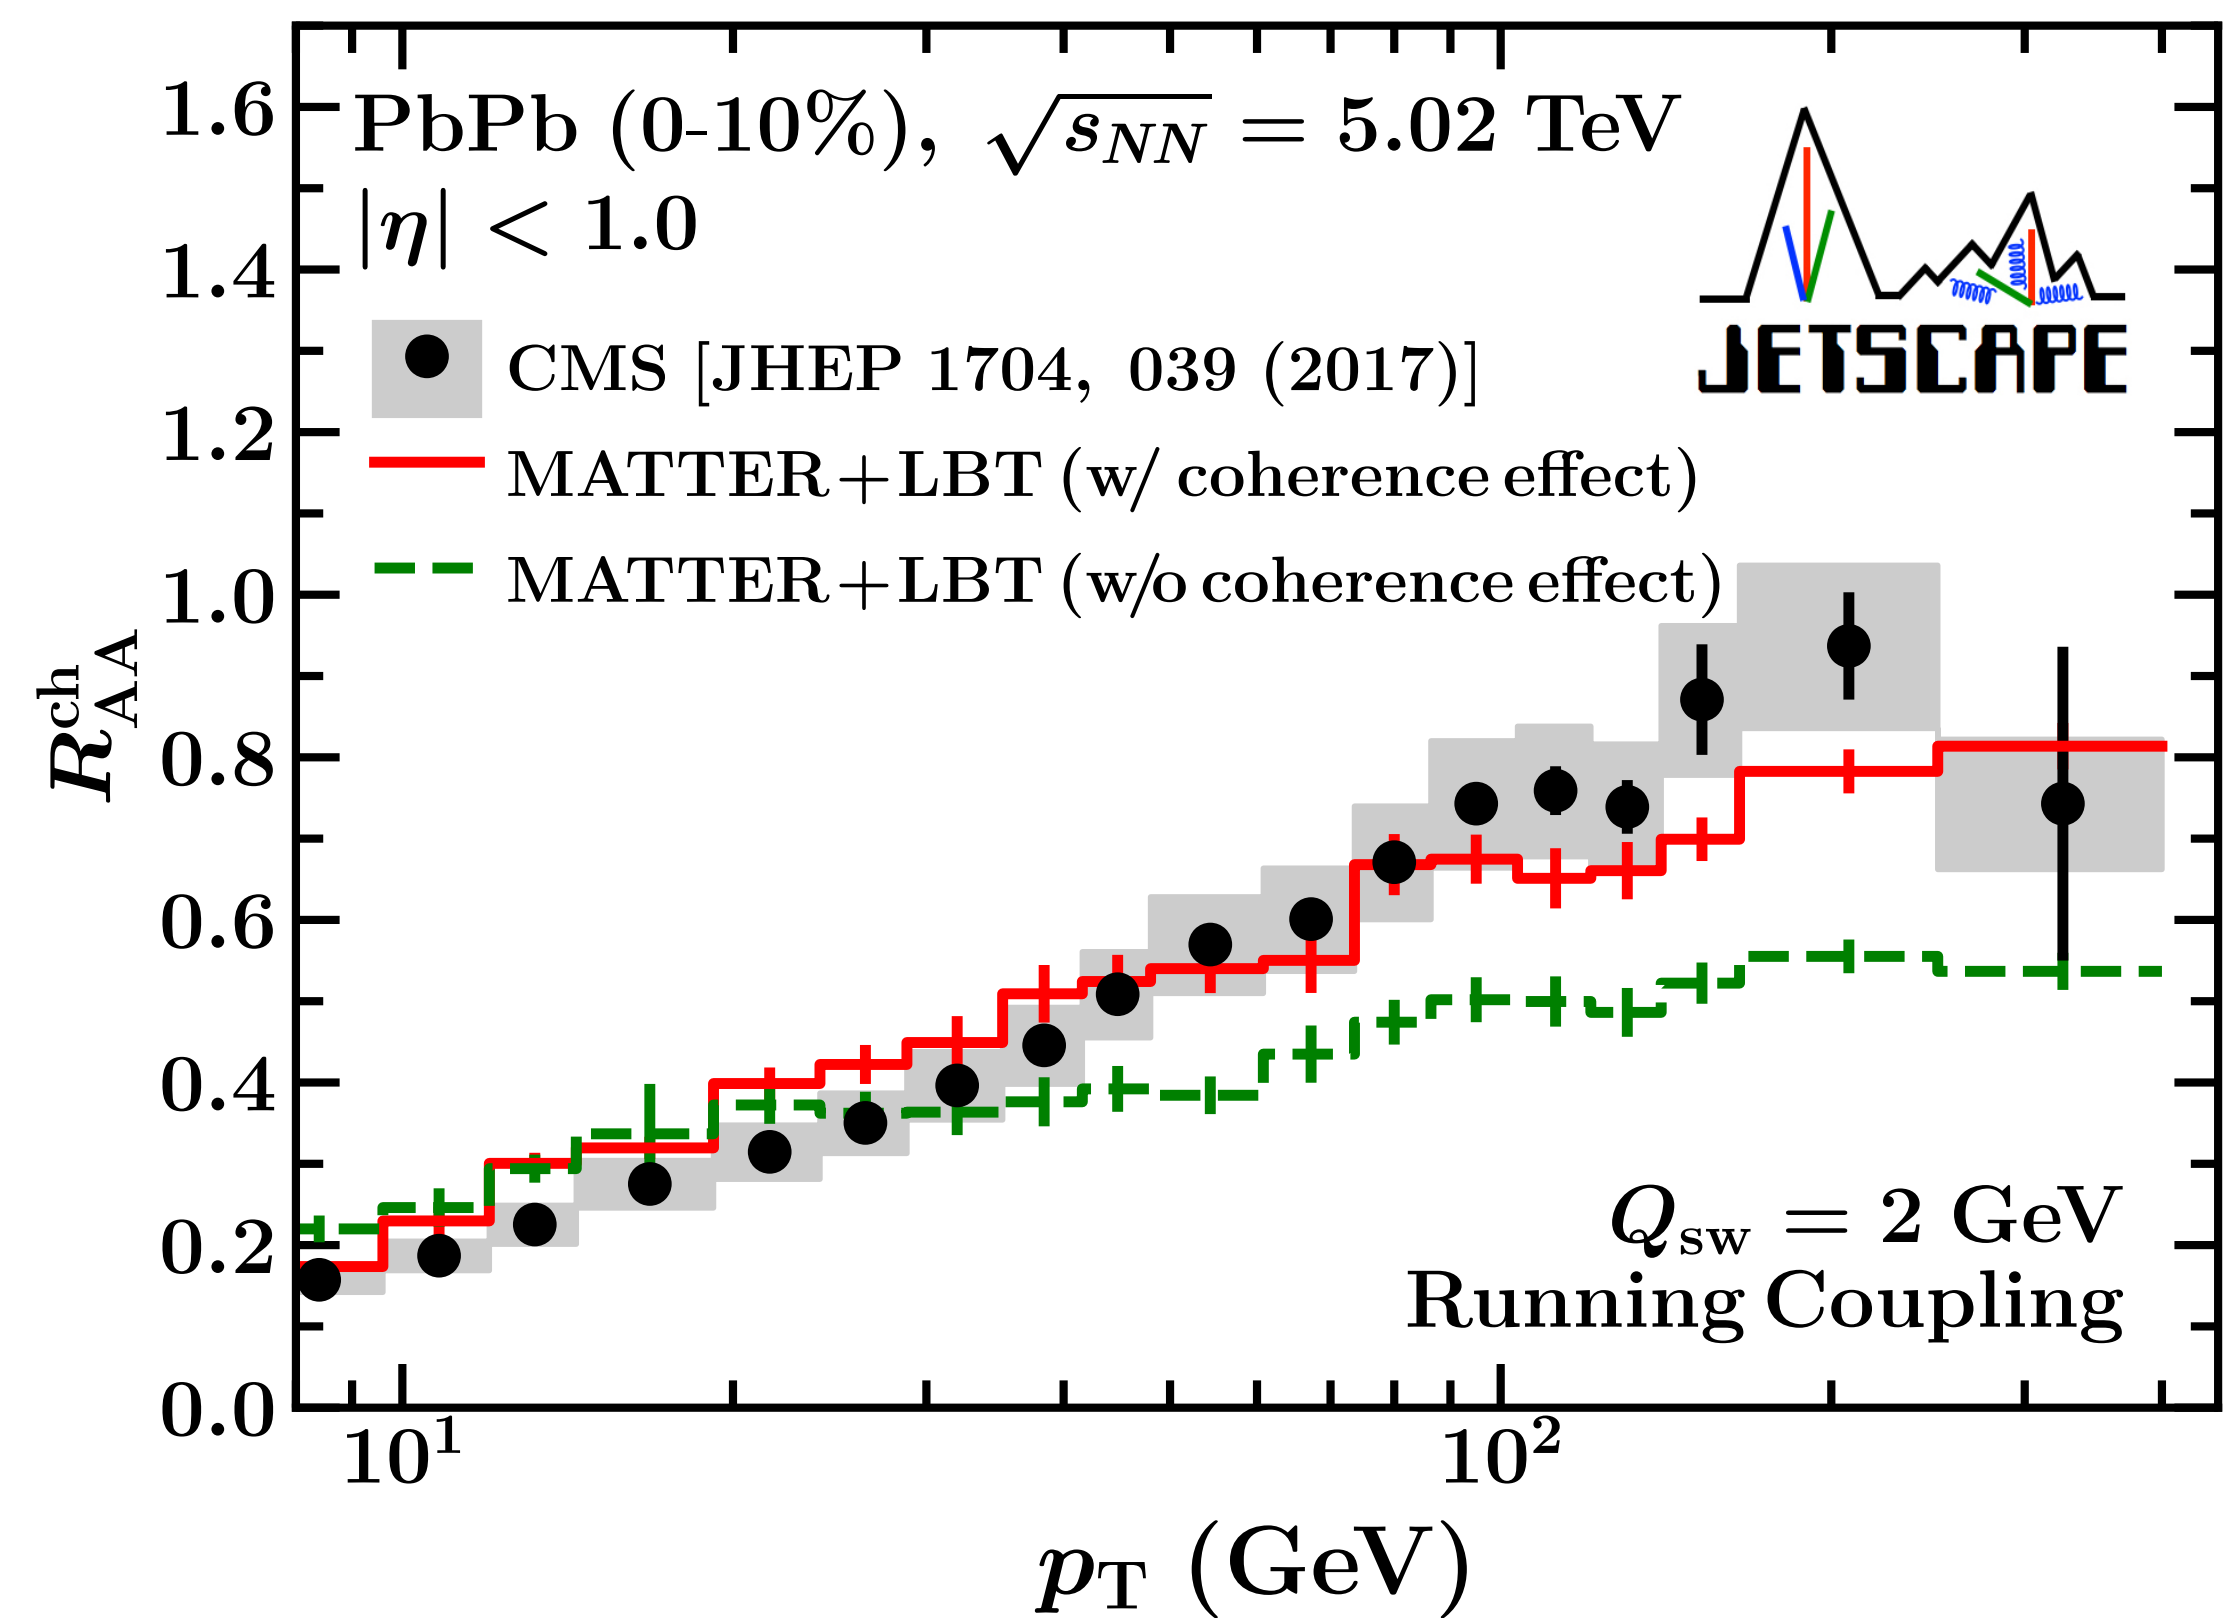 PbPb (0-10%), √s_NN = 5.02 TeV
|η| < 1.0
CMS [JHEP 1704, 039 (2017)]
MATTER+LBT (w/ coherence effect)
MATTER+LBT (w/o coherence effect)
JETSCAPE
1.6
1.4
1.2
1.0
0.8
0.6
0.4
0.2
0.0
R_AA^ch
Q_sw = 2 GeV
Running Coupling
10^1 10^2
p_T (GeV)